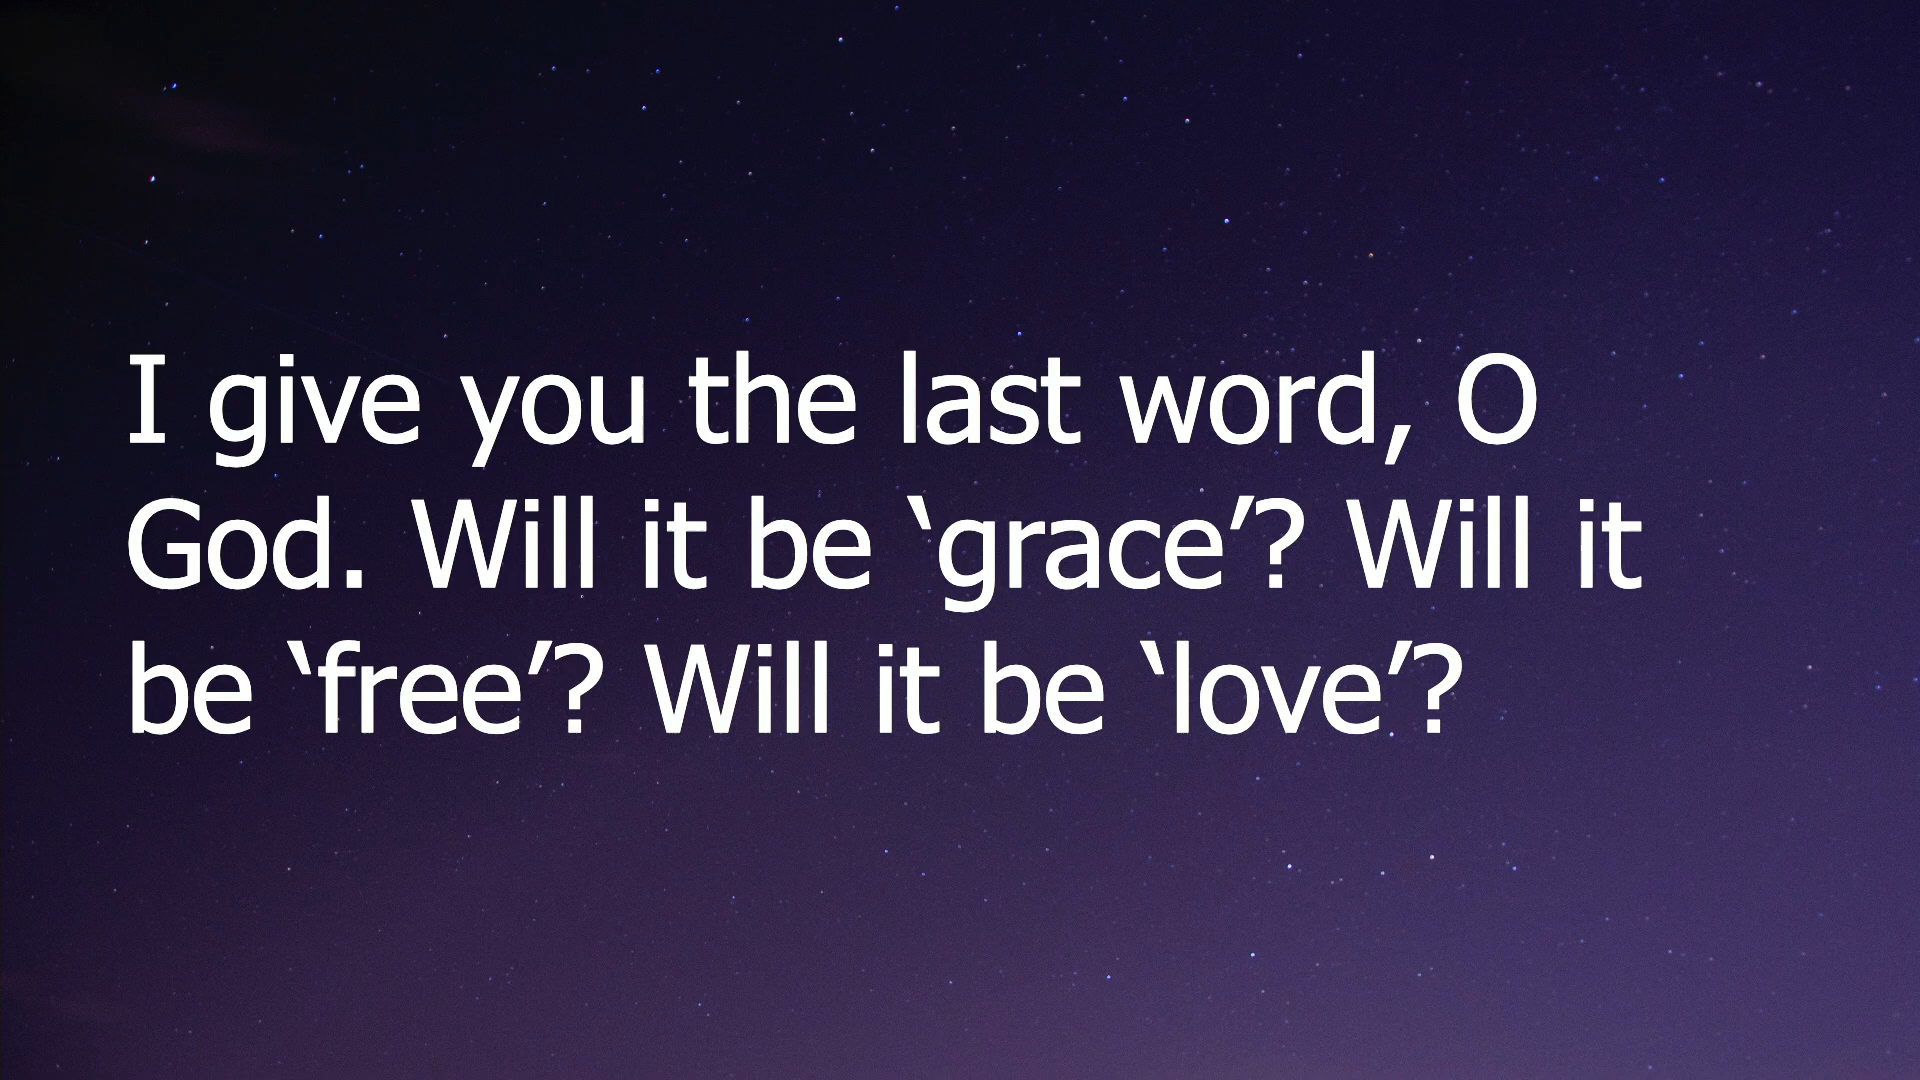 I give you the last word, O
God. Will it be ‘grace’? Will it
be ‘free’? Will it be ‘love’?